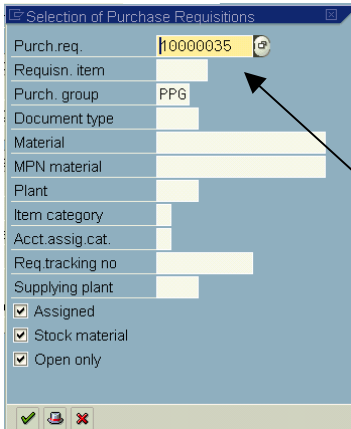 Selection of Purchase Requisitions
Purch.req. 10000035
Requisn. item
Purch. group PPG
Document type
Material
MPN material
Plant
Item category
Acct.assig.cat.
Req.tracking no
Supplying plant
Assigned
Stock material
Open only